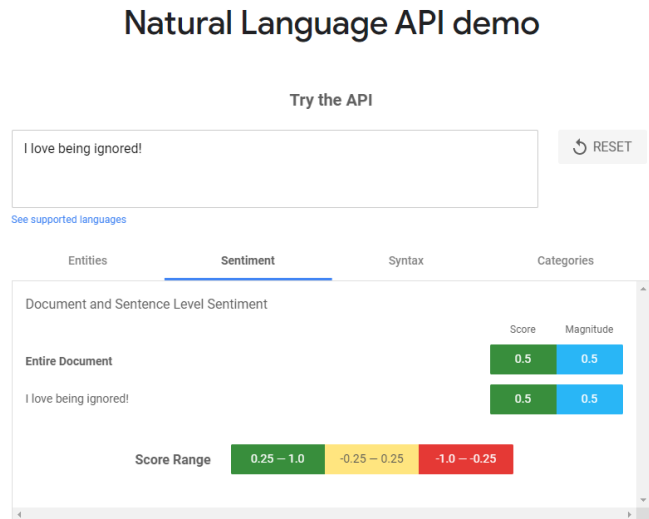 Natural Language API demo
Try the API
I love being ignored!
RESET
See supported languages
Entities Sentiment Syntax Categories
Document and Sentence Level Sentiment
Score Magnitude
Entire Document 0.5 0.5
I love being ignored! 0.5 0.5
Score Range 0.25 — 1.0 -0.25 — 0.25 -1.0 — -0.25